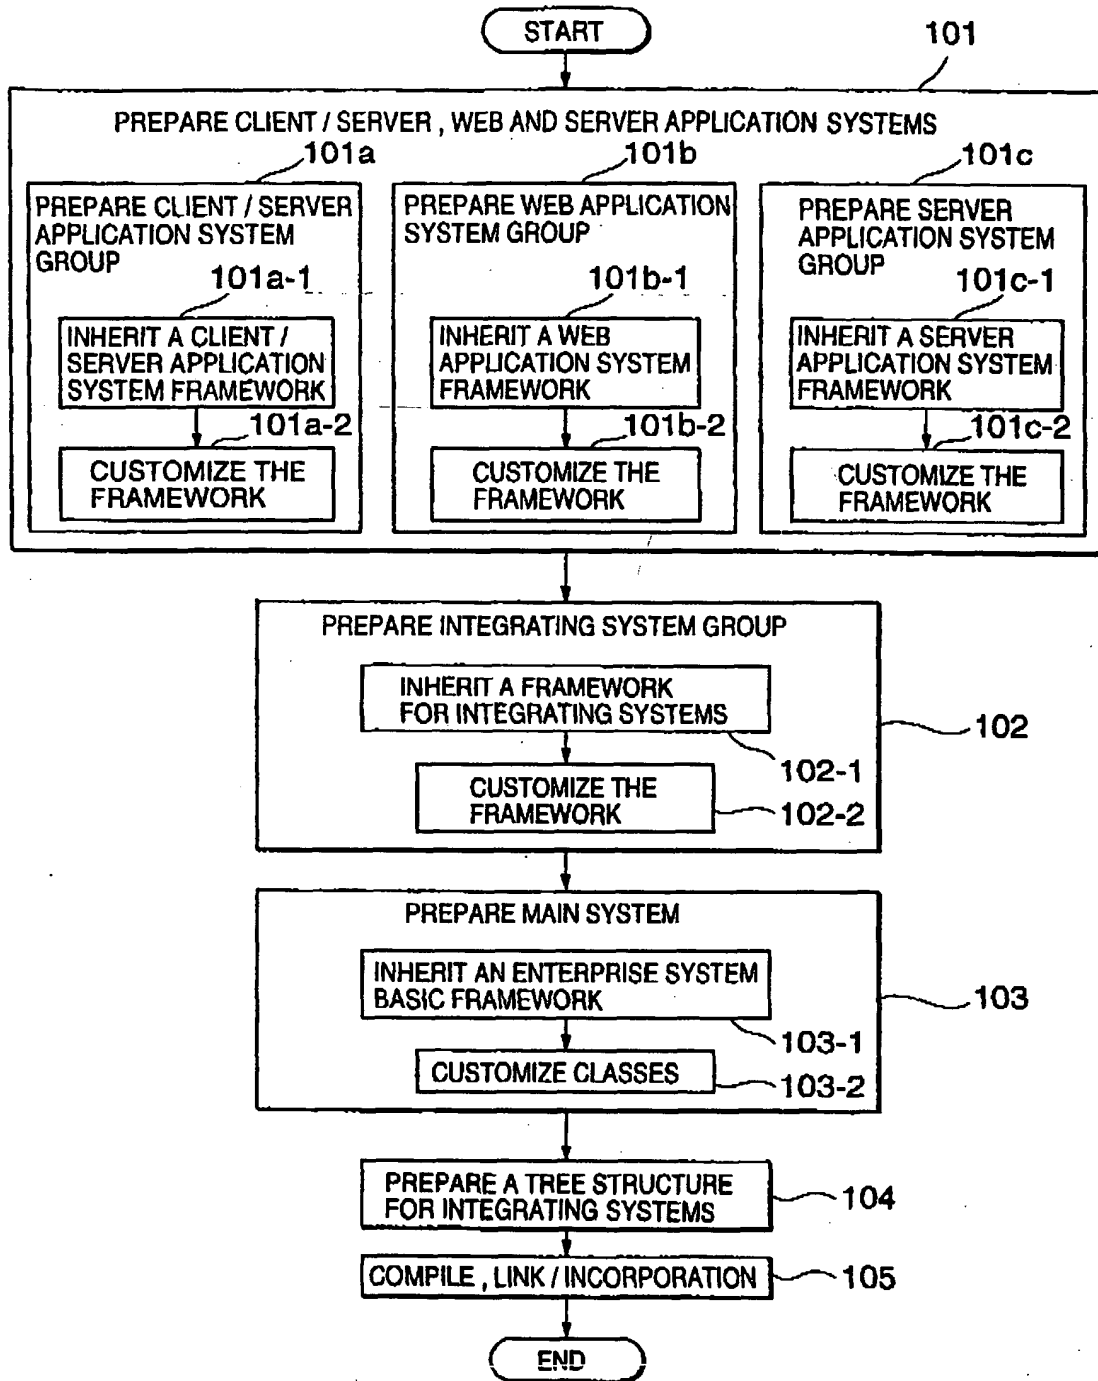 START
101
PREPARE CLIENT / SERVER , WEB AND SERVER APPLICATION SYSTEMS
101a
PREPARE CLIENT / SERVER
APPLICATION SYSTEM
GROUP
101a-1
INHERIT A CLIENT /
SERVER APPLICATION
SYSTEM FRAMEWORK
101a-2
CUSTOMIZE THE
FRAMEWORK
101b
PREPARE WEB APPLICATION
SYSTEM GROUP
101b-1
INHERIT A WEB
APPLICATION SYSTEM
FRAMEWORK
101b-2
CUSTOMIZE THE
FRAMEWORK
101c
PREPARE SERVER
APPLICATION SYSTEM
GROUP
101c-1
INHERIT A SERVER
APPLICATION SYSTEM
FRAMEWORK
101c-2
CUSTOMIZE THE
FRAMEWORK
PREPARE INTEGRATING SYSTEM GROUP
INHERIT A FRAMEWORK
FOR INTEGRATING SYSTEMS
102
102-1
CUSTOMIZE THE
FRAMEWORK
102-2
PREPARE MAIN SYSTEM
INHERIT AN ENTERPRISE SYSTEM
BASIC FRAMEWORK
103
103-1
CUSTOMIZE CLASSES
103-2
PREPARE A TREE STRUCTURE
FOR INTEGRATING SYSTEMS
104
COMPILE , LINK / INCORPORATION
105
END